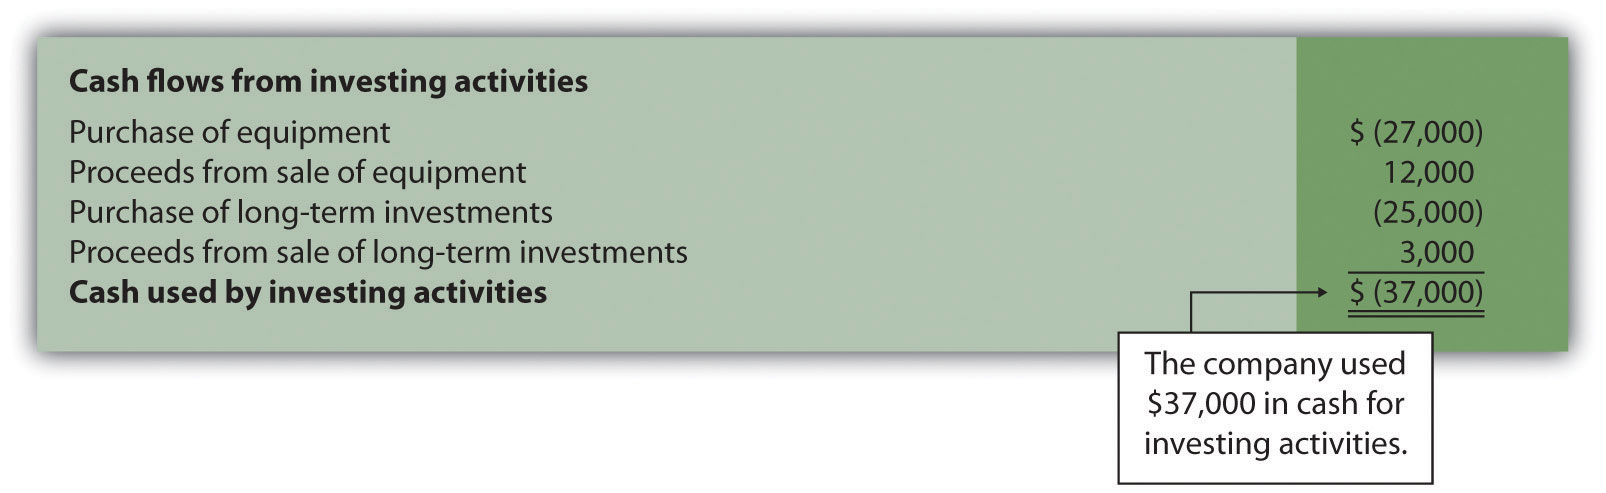 Cash flows from investing activities
Purchase of equipment $ (27,000)
Proceeds from sale of equipment 12,000
Purchase of long-term investments (25,000)
Proceeds from sale of long-term investments 3,000
Cash used by investing activities $ (37,000)
The company used
$37,000 in cash for
investing activities.